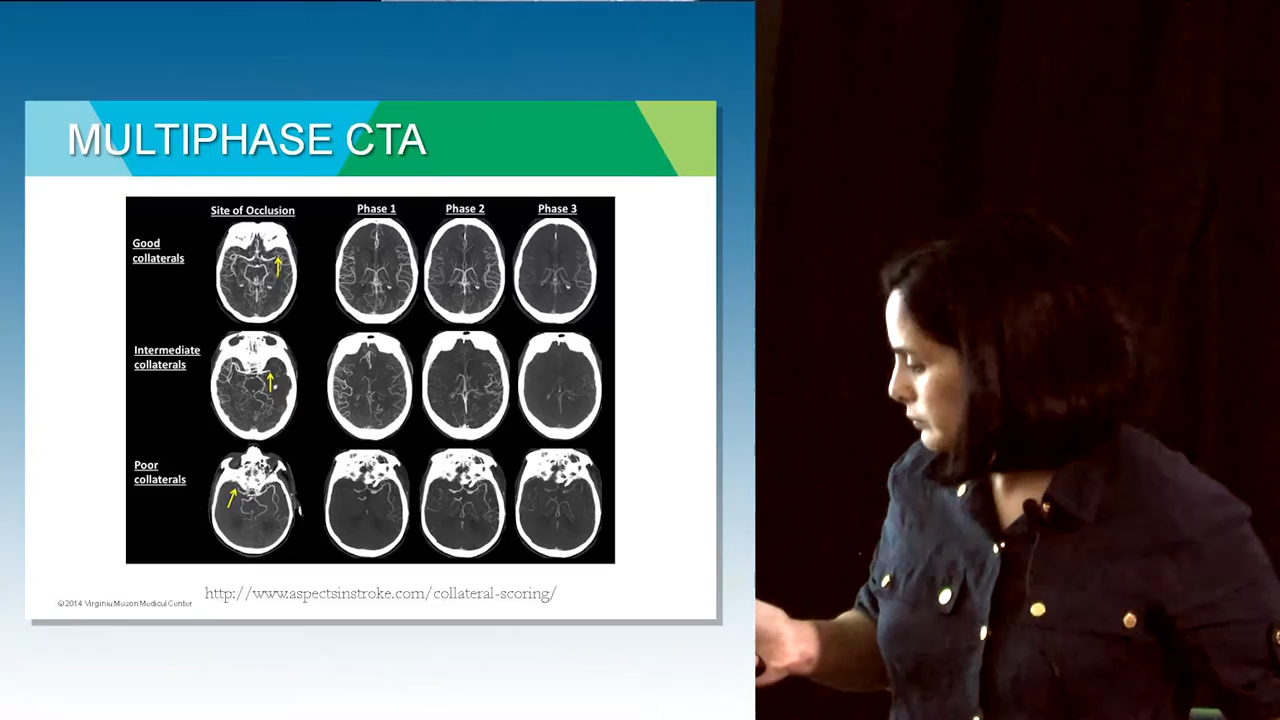 MULTIPHASE CTA
Site of Occlusion Phase 1 Phase 2 Phase 3
Good
collaterals
Intermediate
collaterals
Poor
collaterals
http://www.aspectsinstroke.com/collateral-scoring/
©2014 Virginia Mason Medical Center